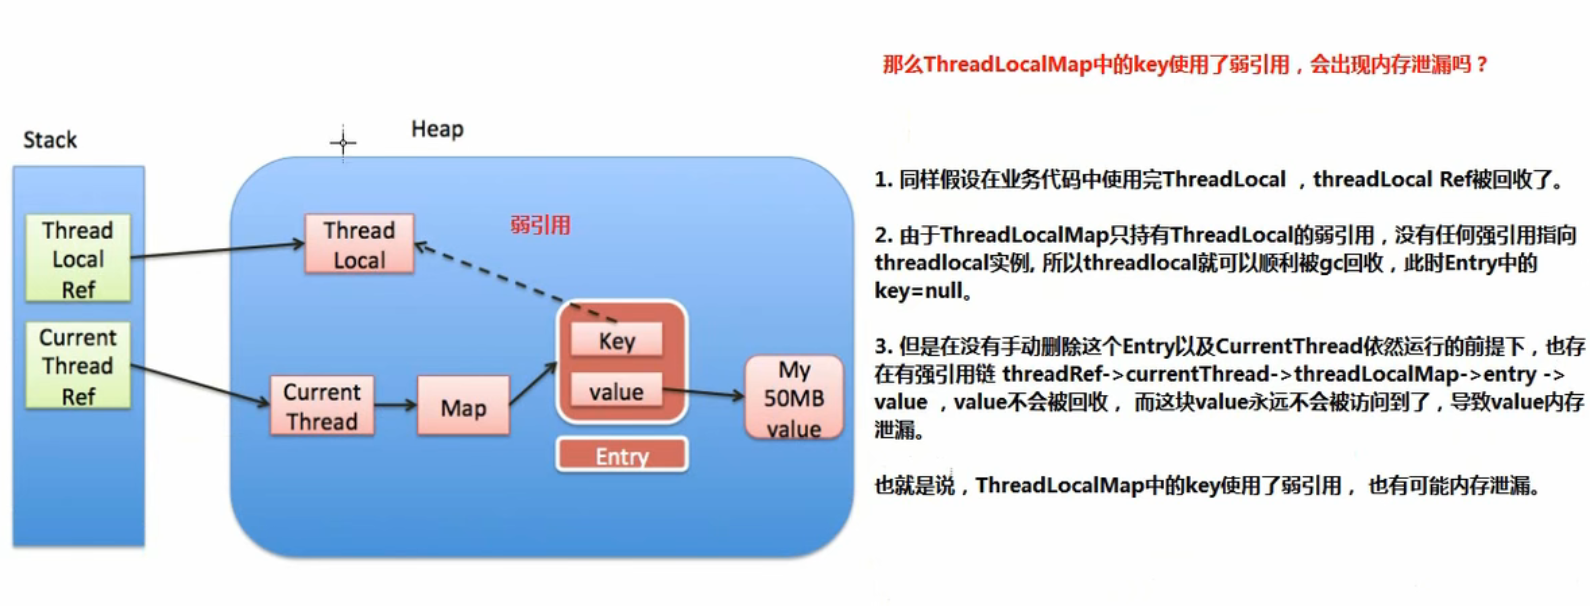 那么ThreadLocalMap中的key使用了弱引用，会出现内存泄漏吗？
Stack
Heap
Thread
Local
Ref
Current
Thread
Ref
Thread
Local
弱引用
Current
Thread
Map
Key
value
Entry
My
50MB
value
1. 同样假设在业务代码中使用完ThreadLocal ，threadLocal Ref被回收了。
2. 由于ThreadLocalMap只持有ThreadLocal的弱引用，没有任何强引用指向
threadlocal实例, 所以threadlocal就可以顺利被gc回收，此时Entry中的
key=null。
3. 但是在没有手动删除这个Entry以及CurrentThread依然运行的前提下，也存
在有强引用链 threadRef->currentThread->threadLocalMap->entry ->
value ，value不会被回收， 而这块value永远不会被访问到了，导致value内存
泄漏。
也就是说，ThreadLocalMap中的key使用了弱引用， 也有可能内存泄漏。